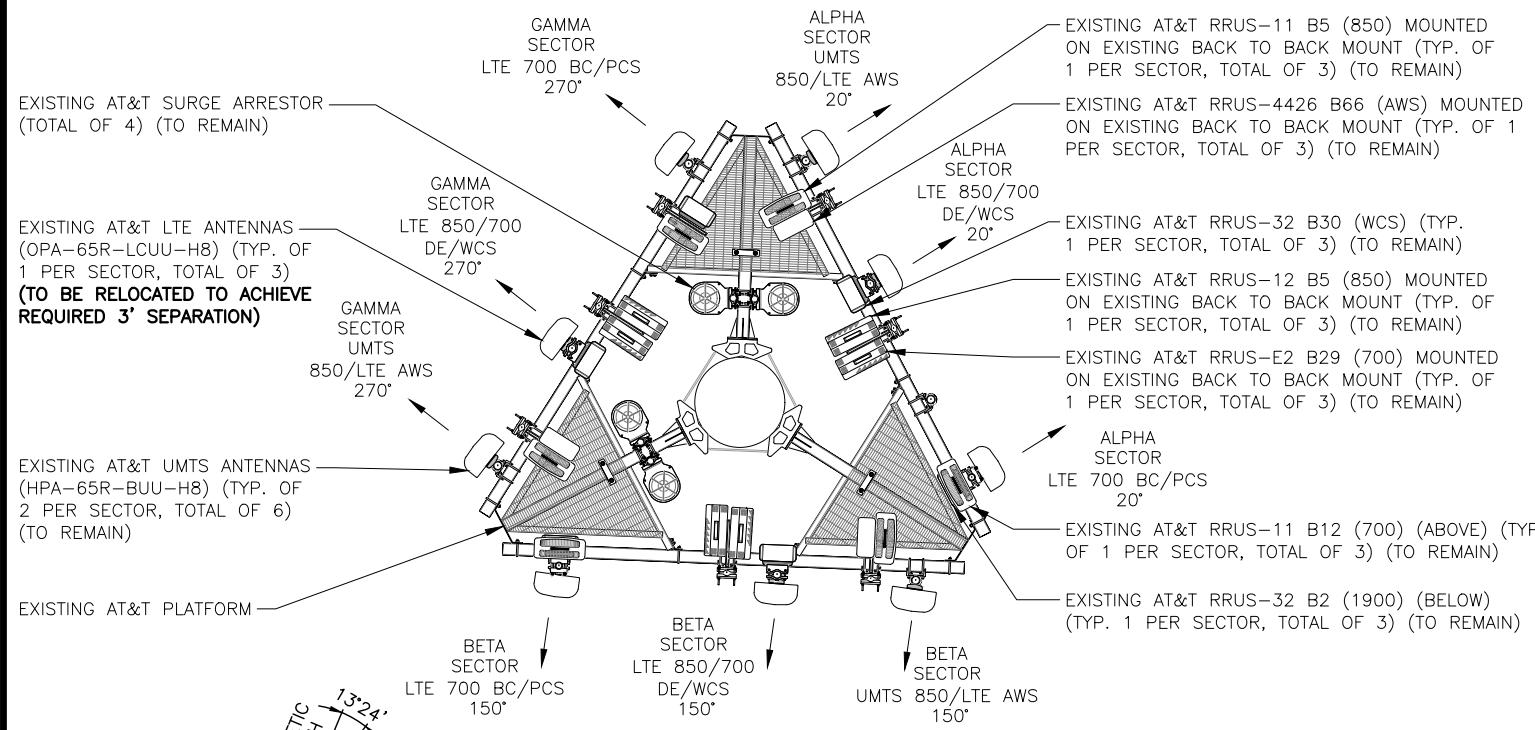 GAMMA
SECTOR
LTE 700 BC/PCS
270°
ALPHA
SECTOR
UMTS
850/LTE AWS
20°
EXISTING AT&T RRUS-11 B5 (850) MOUNTED
ON EXISTING BACK TO BACK MOUNT (TYP. OF
1 PER SECTOR, TOTAL OF 3) (TO REMAIN)
EXISTING AT&T SURGE ARRESTOR
(TOTAL OF 4) (TO REMAIN)
EXISTING AT&T RRUS-4426 B66 (AWS) MOUNTED
ON EXISTING BACK TO BACK MOUNT (TYP. OF 1
PER SECTOR, TOTAL OF 3) (TO REMAIN)
ALPHA
SECTOR
LTE 850/700
DE/WCS
20°
GAMMA
SECTOR
LTE 850/700
DE/WCS
270°
EXISTING AT&T LTE ANTENNAS
(OPA-65R-LCUU-H8) (TYP. OF
1 PER SECTOR, TOTAL OF 3)
(TO BE RELOCATED TO ACHIEVE
REQUIRED 3' SEPARATION)
EXISTING AT&T RRUS-32 B30 (WCS) (TYP.
1 PER SECTOR, TOTAL OF 3) (TO REMAIN)
EXISTING AT&T RRUS-12 B5 (850) MOUNTED
ON EXISTING BACK TO BACK MOUNT (TYP. OF
1 PER SECTOR, TOTAL OF 3) (TO REMAIN)
GAMMA
SECTOR
UMTS
850/LTE AWS
270°
EXISTING AT&T RRUS-E2 B29 (700) MOUNTED
ON EXISTING BACK TO BACK MOUNT (TYP. OF
1 PER SECTOR, TOTAL OF 3) (TO REMAIN)
ALPHA
SECTOR
LTE 700 BC/PCS
20°
EXISTING AT&T UMTS ANTENNAS
(HPA-65R-BUU-H8) (TYP. OF
2 PER SECTOR, TOTAL OF 6)
(TO REMAIN)
EXISTING AT&T RRUS-11 B12 (700) (ABOVE) (TYP
OF 1 PER SECTOR, TOTAL OF 3) (TO REMAIN)
EXISTING AT&T PLATFORM
EXISTING AT&T RRUS-32 B2 (1900) (BELOW)
(TYP. 1 PER SECTOR, TOTAL OF 3) (TO REMAIN)
BETA
SECTOR
LTE 700 BC/PCS
150°
BETA
SECTOR
LTE 850/700
DE/WCS
150°
BETA
SECTOR
UMTS 850/LTE AWS
150°
13°24'